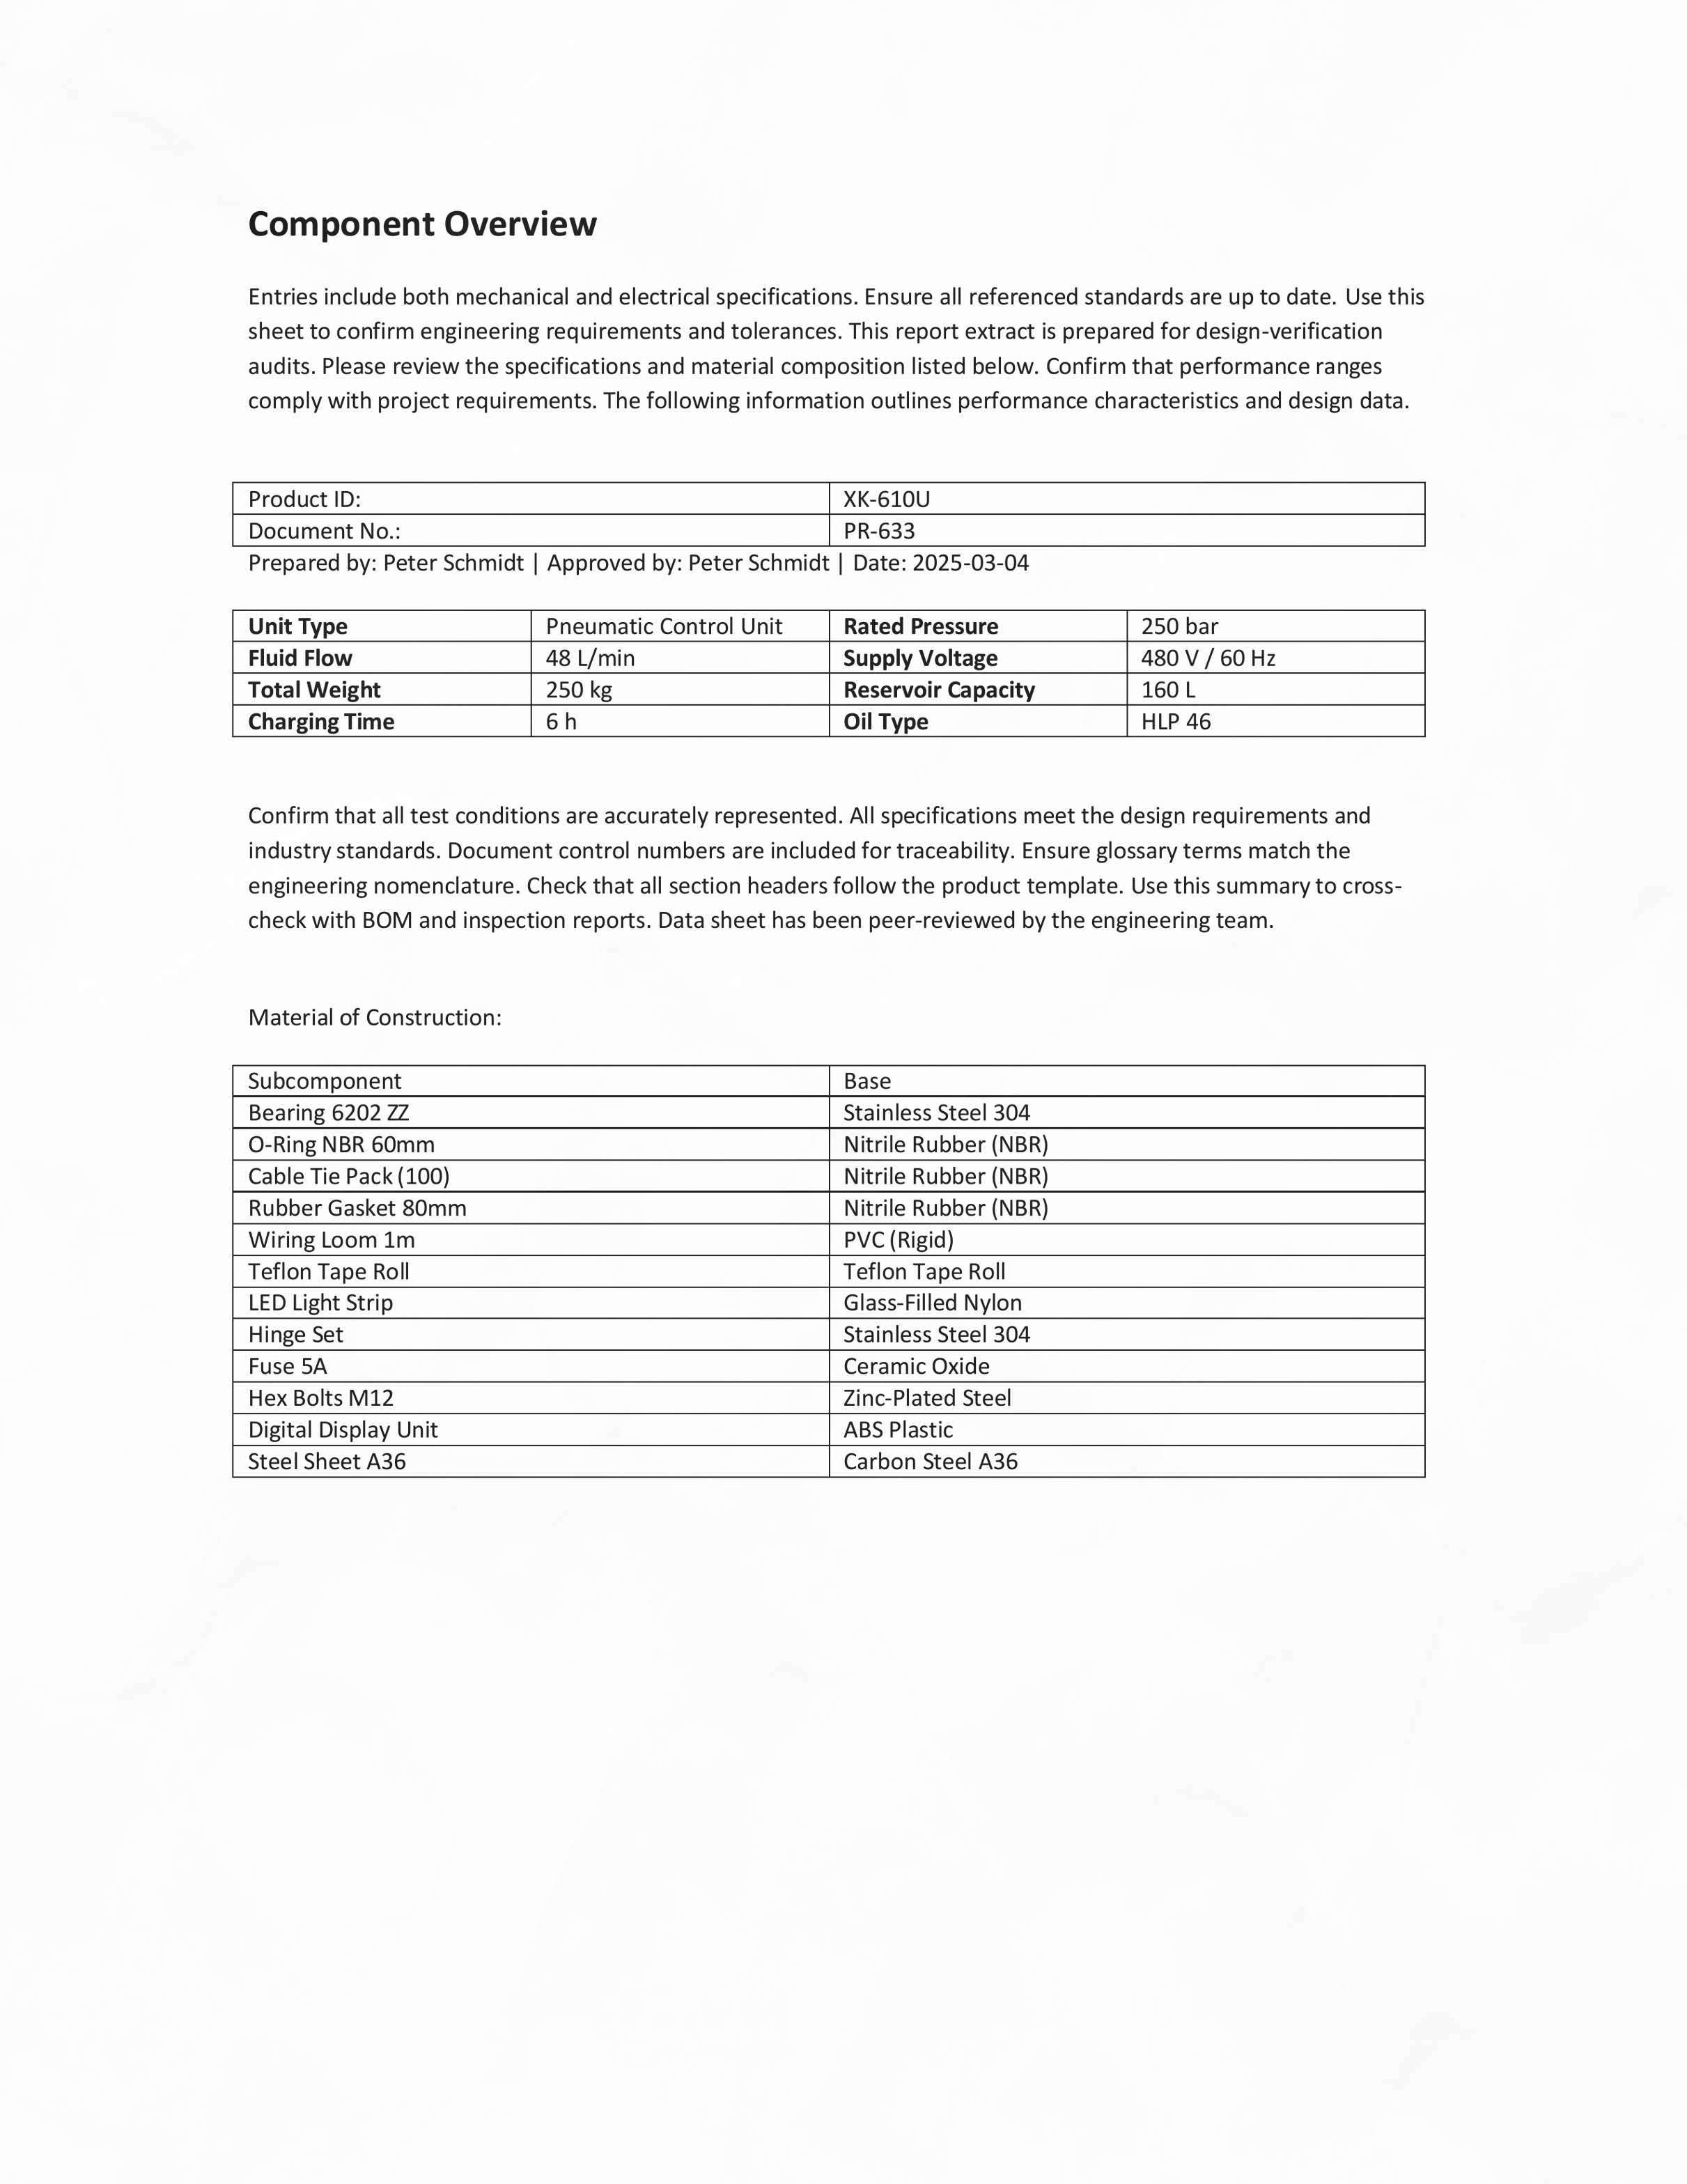 Component Overview
Entries include both mechanical and electrical specifications. Ensure all referenced standards are up to date. Use this
sheet to confirm engineering requirements and tolerances. This report extract is prepared for design-verification
audits. Please review the specifications and material composition listed below. Confirm that performance ranges
comply with project requirements. The following information outlines performance characteristics and design data.
Product ID: XK-610U
Document No.: PR-633
Prepared by: Peter Schmidt | Approved by: Peter Schmidt | Date: 2025-03-04
Unit Type Pneumatic Control Unit Rated Pressure 250 bar
Fluid Flow 48 L/min Supply Voltage 480 V / 60 Hz
Total Weight 250 kg Reservoir Capacity 160 L
Charging Time 6 h Oil Type HLP 46
Confirm that all test conditions are accurately represented. All specifications meet the design requirements and
industry standards. Document control numbers are included for traceability. Ensure glossary terms match the
engineering nomenclature. Check that all section headers follow the product template. Use this summary to cross-
check with BOM and inspection reports. Data sheet has been peer-reviewed by the engineering team.
Material of Construction:
Subcomponent Base
Bearing 6202 ZZ Stainless Steel 304
O-Ring NBR 60mm Nitrile Rubber (NBR)
Cable Tie Pack (100) Nitrile Rubber (NBR)
Rubber Gasket 80mm Nitrile Rubber (NBR)
Wiring Loom 1m PVC (Rigid)
Teflon Tape Roll Teflon Tape Roll
LED Light Strip Glass-Filled Nylon
Hinge Set Stainless Steel 304
Fuse 5A Ceramic Oxide
Hex Bolts M12 Zinc-Plated Steel
Digital Display Unit ABS Plastic
Steel Sheet A36 Carbon Steel A36